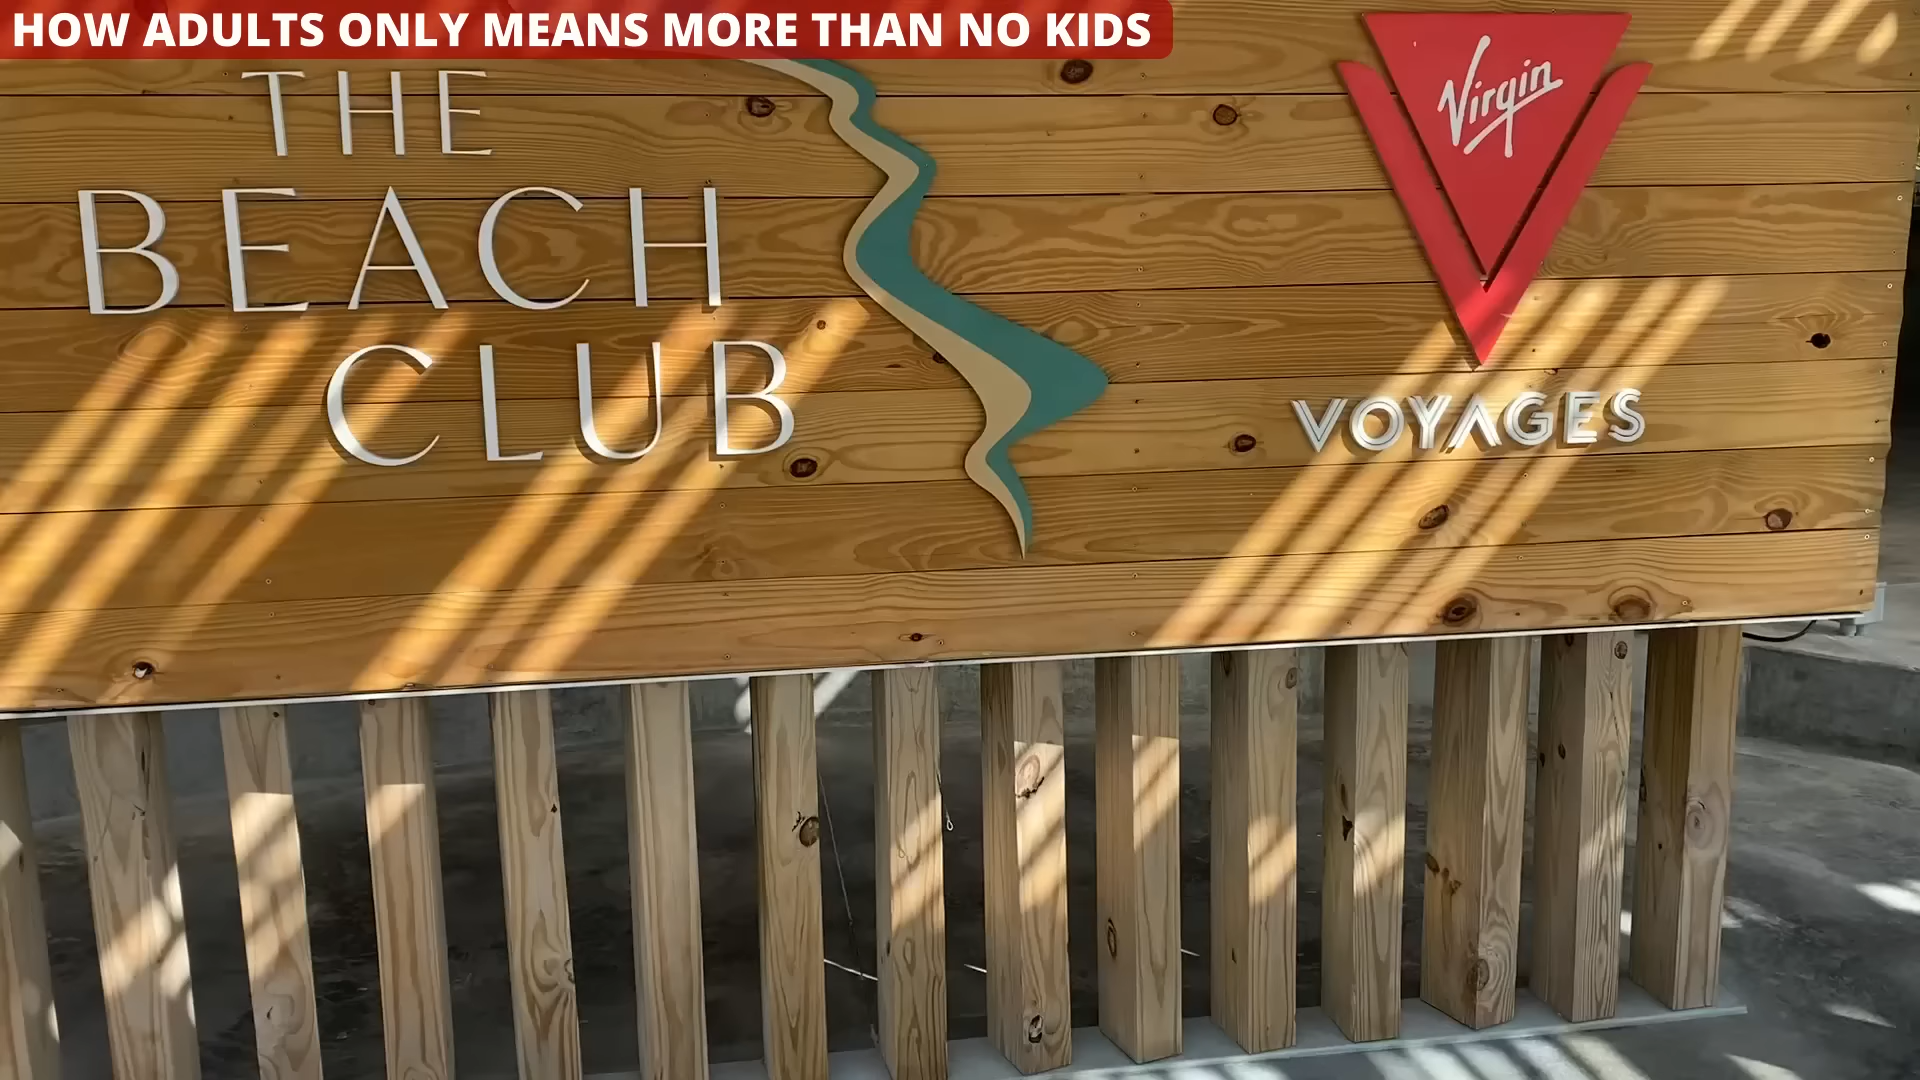 HOW ADULTS ONLY MEANS MORE THAN NO KIDS
THE
BEACH
CLUB
Virgin
VOYAGES